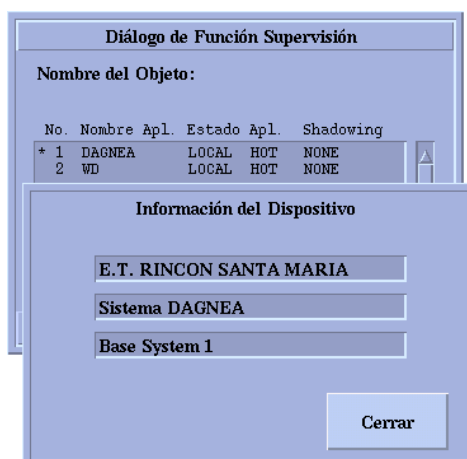 Diálogo de Función Supervisión
Nombre del Objeto:
No. Nombre Apl. Estado Apl. Shadowing
* 1 DAGNEA LOCAL HOT NONE
2 WD LOCAL HOT NONE
Información del Dispositivo
E.T. RINCON SANTA MARIA
Sistema DAGNEA
Base System 1
Cerrar